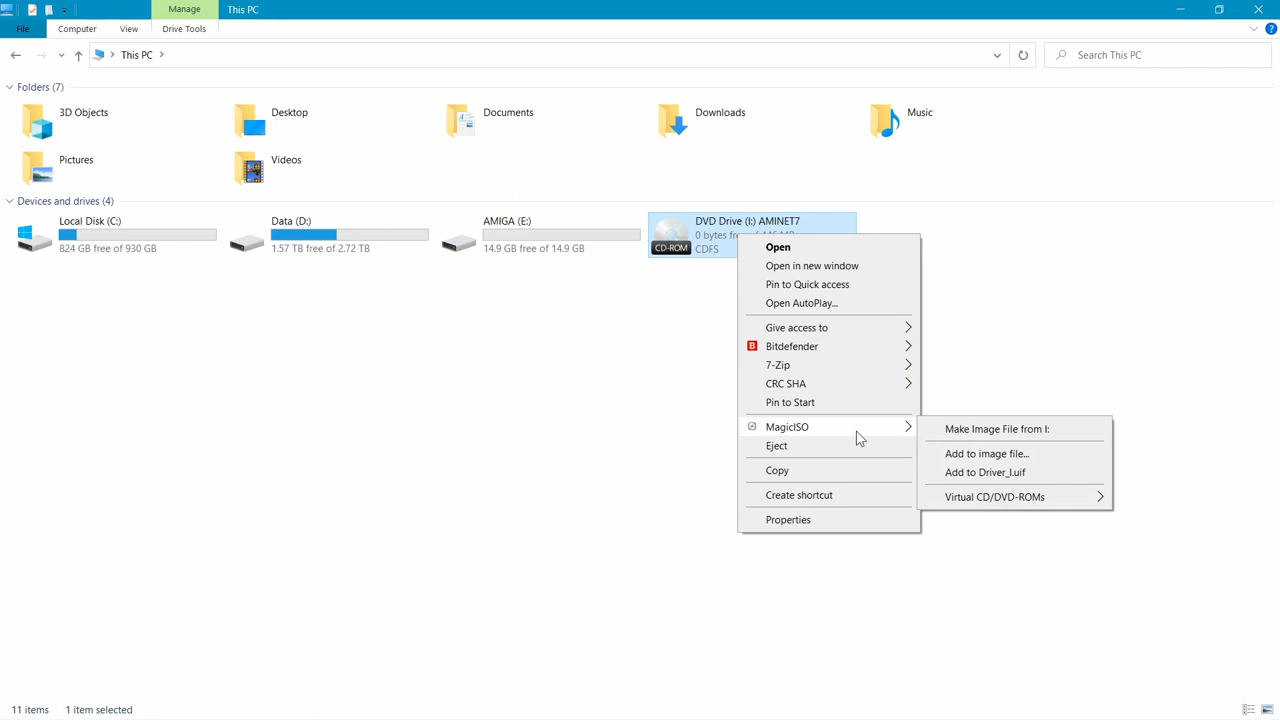 Manage
This PC
File
Computer
View
Drive Tools
This PC
Search This PC
Folders (7)
3D Objects
Desktop
Documents
Downloads
Music
Pictures
Videos
Devices and drives (4)
Local Disk (C:)
824 GB free of 930 GB
Data (D:)
1.57 TB free of 2.72 TB
AMIGA (E:)
14.9 GB free of 14.9 GB
DVD Drive (I:) AMINET7
0 bytes
CDFS
CD-ROM
Open
Open in new window
Pin to Quick access
Open AutoPlay...
Give access to
B
Bitdefender
7-Zip
CRC SHA
Pin to Start
MagicISO
Eject
Copy
Create shortcut
Properties
Make Image File from I:
Add to image file...
Add to Driver_I.uif
Virtual CD/DVD-ROMs
11 items
1 item selected